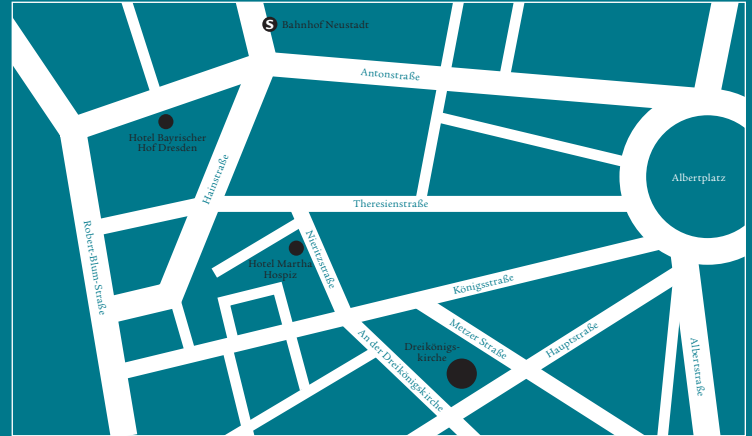 S Bahnhof Neustadt
Antonstraße
Hotel Bayrischer
Hof Dresden
Hainstraße
Albertplatz
Theresienstraße
Robert-Blum-Straße
Nieritzstraße
Hotel Martha
Hospiz
Königsstraße
Metzer Straße
Hauptstraße
An der Dreikönigskirche
Dreikönigs-
kirche
Albertstraße